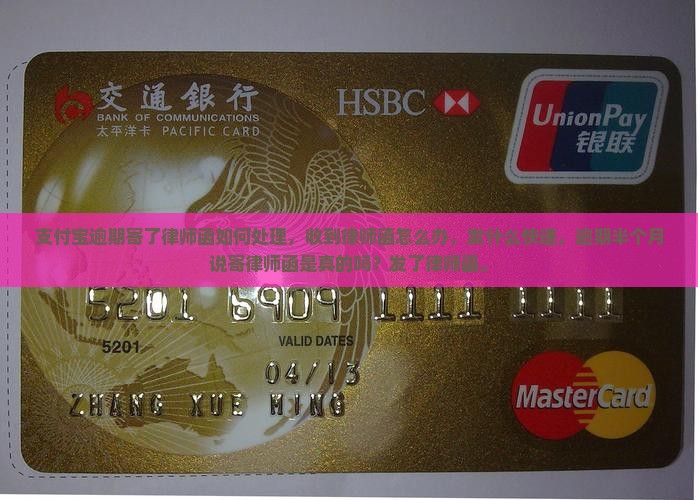 交通銀行
BANK OF COMMUNICATIONS
太平洋卡 PACIFIC CARD
HSBC
UnionPay
银联
支付宝逾期寄了律师函如何处理，收到律师函怎么办，发什么快递，逾期半个月
说寄律师函是真的吗？发了律师函。
5201 6909 1111 1111
5201
VALID DATES
04/13
ZHANG XUE MING
MasterCard